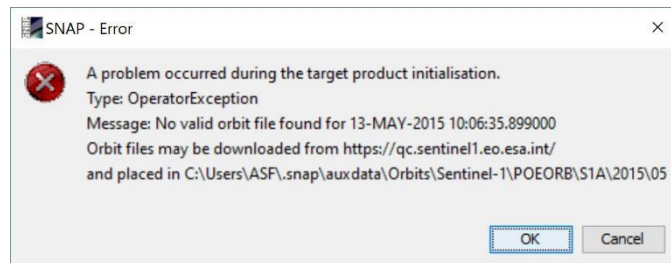 SNAP - Error
A problem occurred during the target product initialisation.
Type: OperatorException
Message: No valid orbit file found for 13-MAY-2015 10:06:35.899000
Orbit files may be downloaded from https://qc.sentinel1.eo.esa.int/
and placed in C:\Users\ASF\.snap\auxdata\Orbits\Sentinel-1\POEORB\S1A\2015\05
OK Cancel